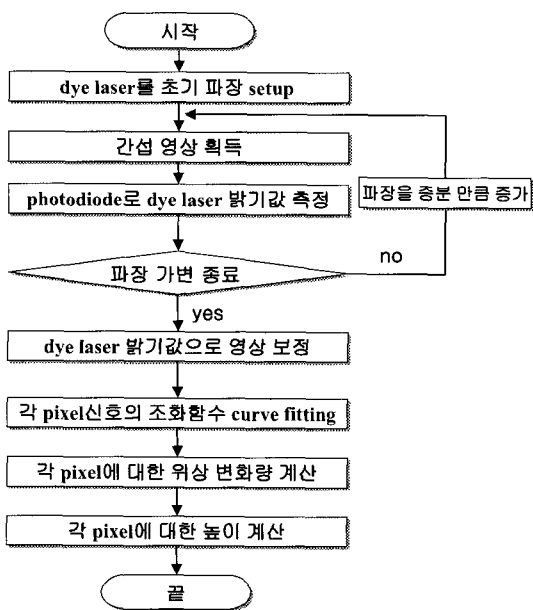 시작
dye laser를 초기 파장 setup
간섭 영상 획득
photodiode로 dye laser 밝기값 측정
파장을 증분 만큼 증가
파장 가변 종료
no
yes
dye laser 밝기값으로 영상 보정
각 pixel신호의 조화함수 curve fitting
각 pixel에 대한 위상 변화량 계산
각 pixel에 대한 높이 계산
끝